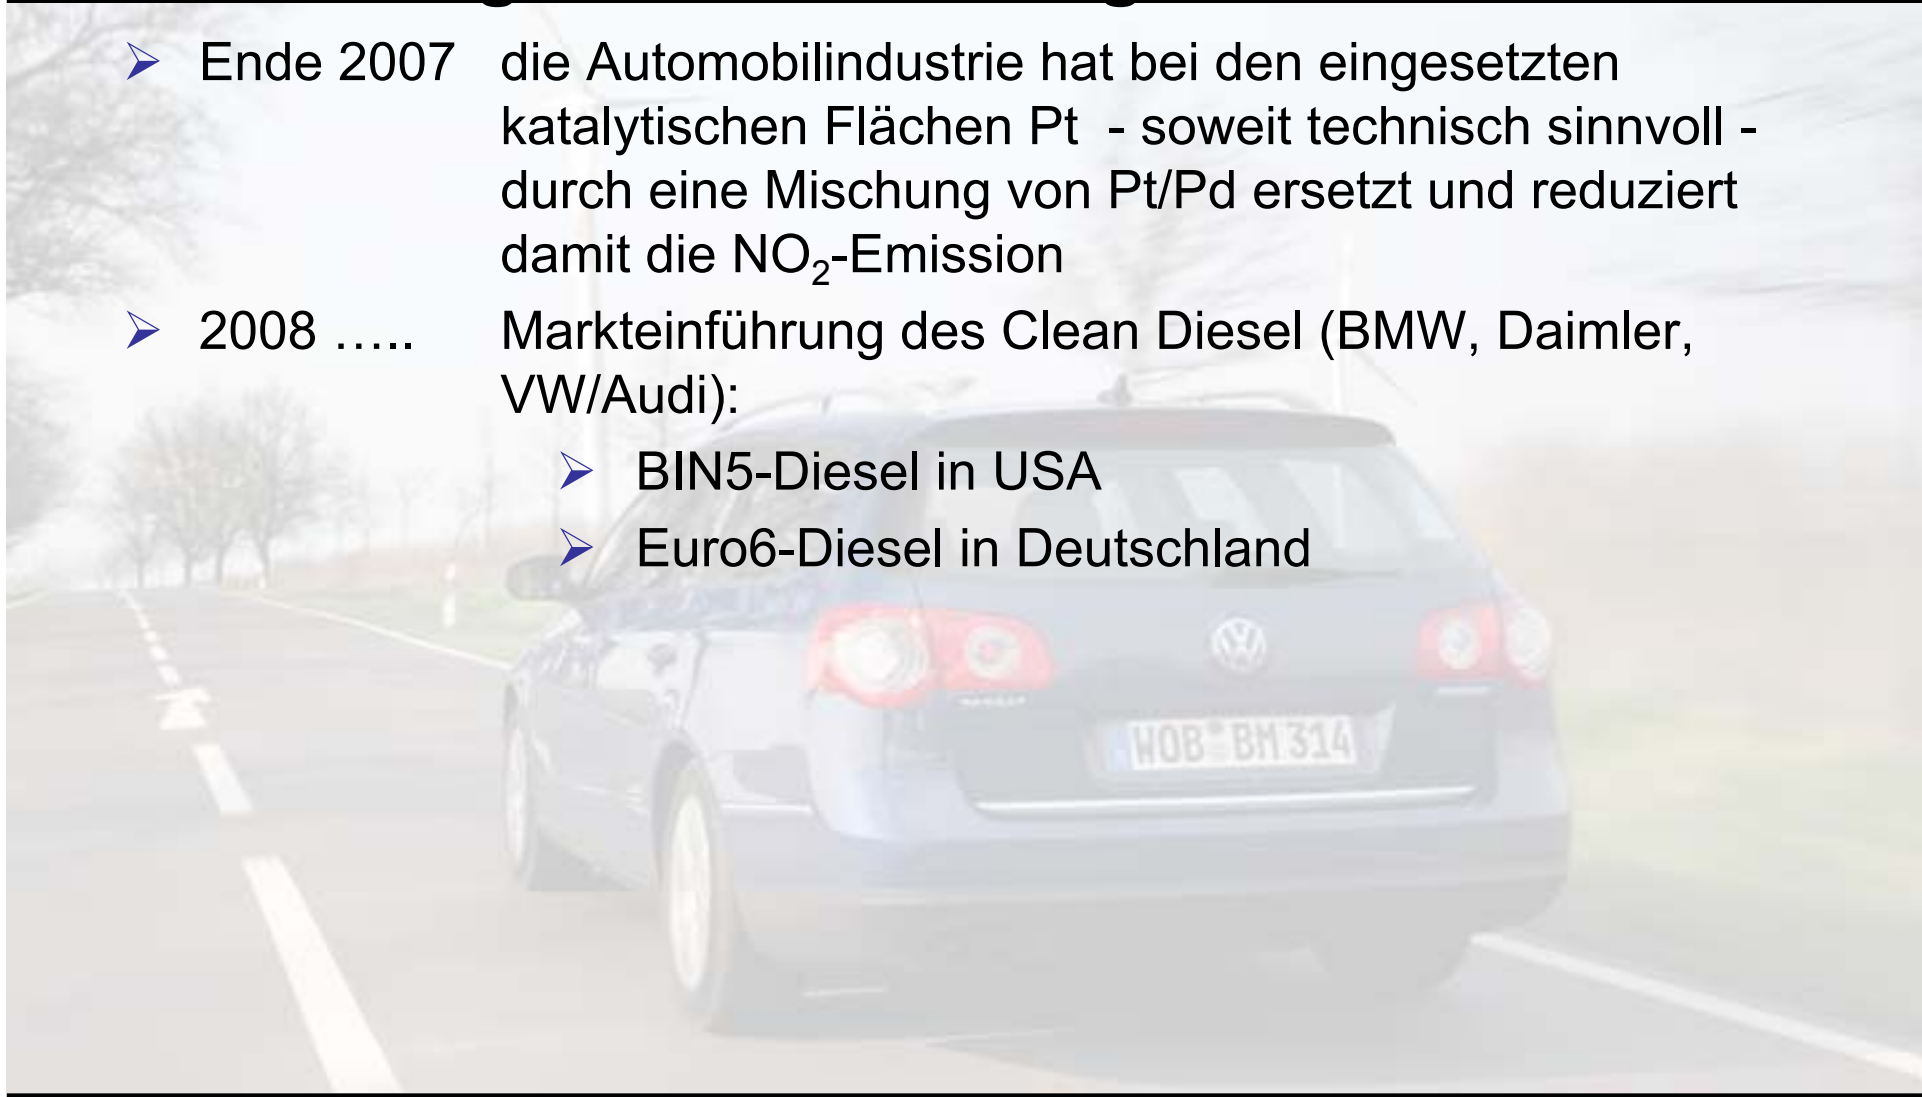 Ende 2007 die Automobilindustrie hat bei den eingesetzten
katalytischen Flächen Pt - soweit technisch sinnvoll -
durch eine Mischung von Pt/Pd ersetzt und reduziert
damit die NO₂-Emission
2008 ….. Markteinführung des Clean Diesel (BMW, Daimler,
VW/Audi):
BIN5-Diesel in USA
Euro6-Diesel in Deutschland
WOB BM 314